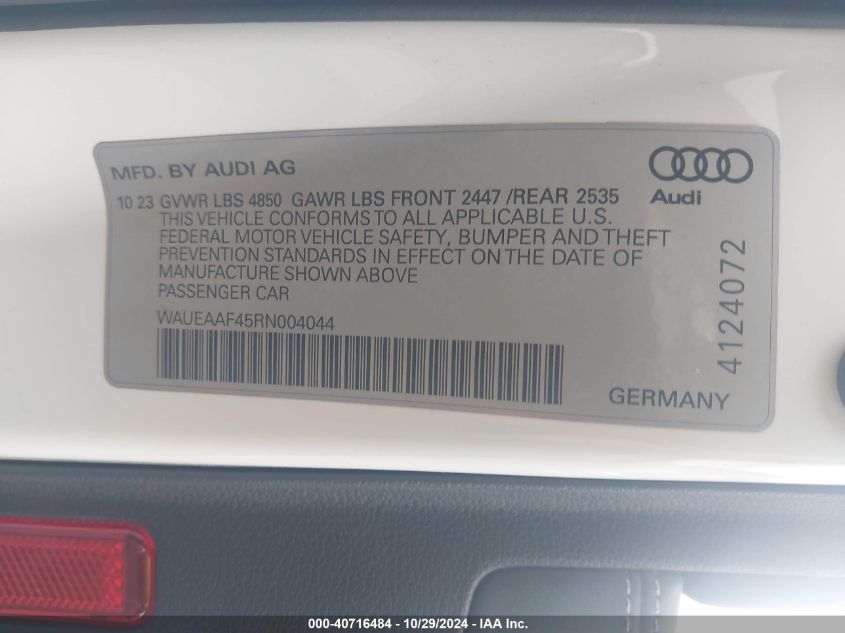 MFD. BY AUDI AG
Audi
10 23 GVWR LBS 4850 GAWR LBS FRONT 2447 /REAR 2535
THIS VEHICLE CONFORMS TO ALL APPLICABLE U.S.
FEDERAL MOTOR VEHICLE SAFETY, BUMPER AND THEFT
PREVENTION STANDARDS IN EFFECT ON THE DATE OF
MANUFACTURE SHOWN ABOVE
PASSENGER CAR
WAUEAAF45RN004044
4124072
GERMANY
000-40716484 - 10/29/2024 - IAA Inc.